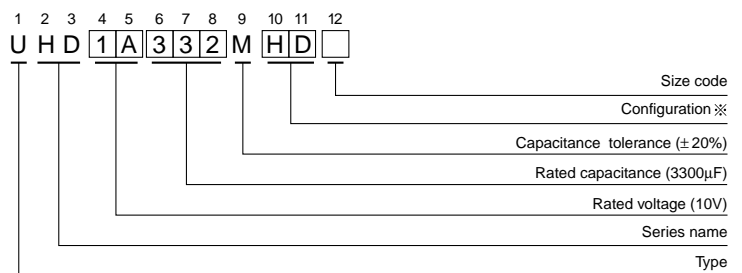 1 2 3 4 5 6 7 8 9 10 11 12
U H D 1 A 3 3 2 M H D
Size code
Configuration ※
Capacitance tolerance (±20%)
Rated capacitance (3300μF)
Rated voltage (10V)
Series name
Type